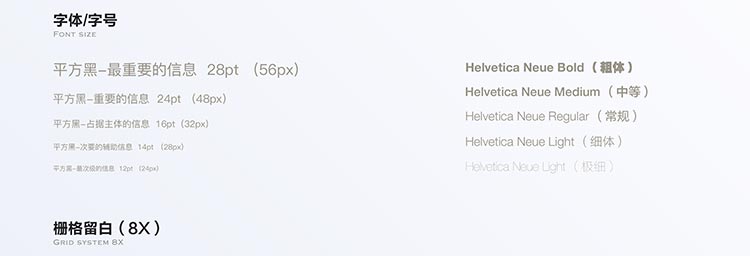 字体/字号
FONT SIZE
平方黑-最重要的信息 28pt （56px）
平方黑-重要的信息 24pt （48px）
平方黑-占据主体的信息 16pt（32px）
平方黑-次要的辅助信息 14pt （28px）
平方黑-最次级的信息 12pt （24px）
Helvetica Neue Bold（粗体）
Helvetica Neue Medium（中等）
Helvetica Neue Regular（常规）
Helvetica Neue Light（细体）
Helvetica Neue Light（极细）
栅格留白（8X）
GRID SYSTEM 8X